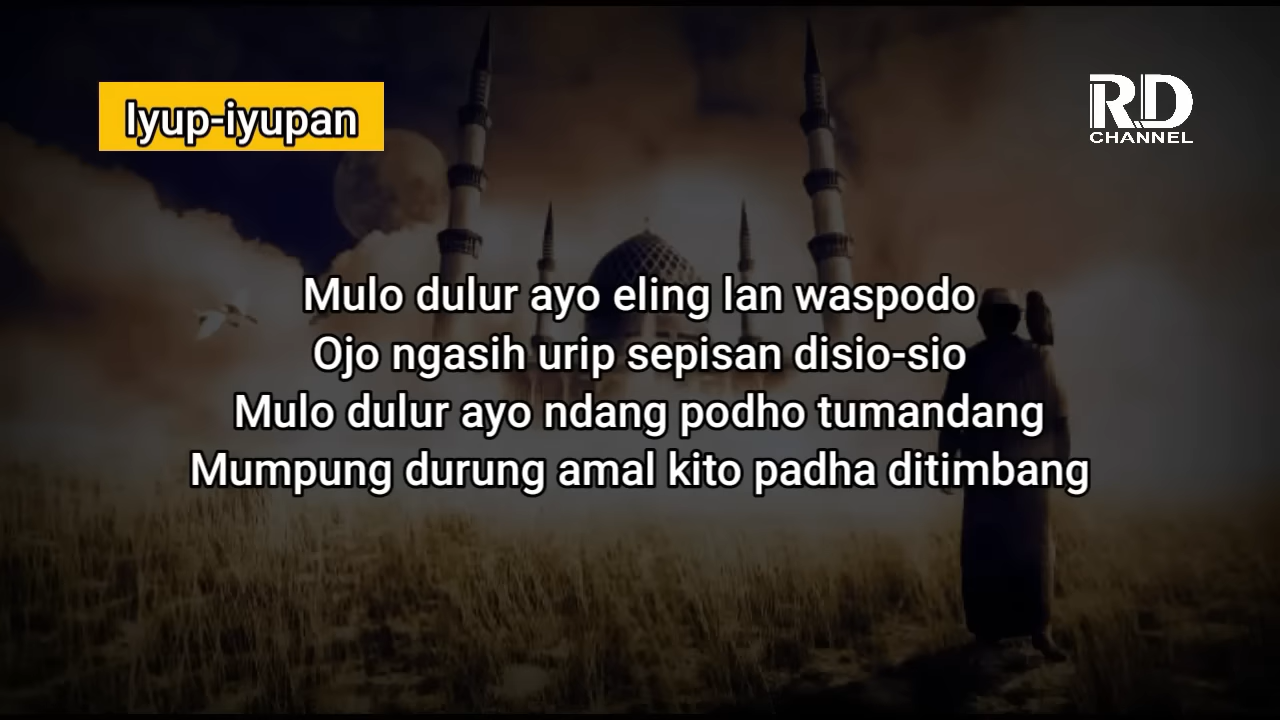 Iyup-iyupan
RD
CHANNEL
Mulo dulur ayo eling lan waspodo
Ojo ngasih urip sepisan disio-sio
Mulo dulur ayo ndang podho tumandang
Mumpung durung amal kito padha ditimbang